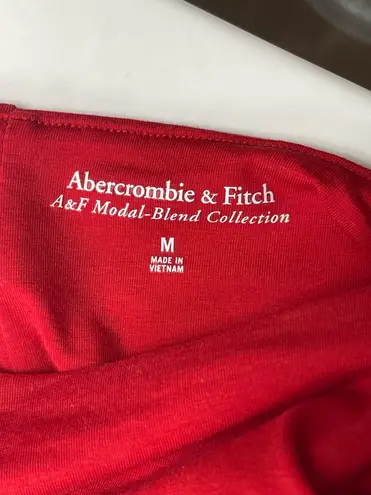 Abercrombie & Fitch
A&F Modal-Blend Collection
M
MADE IN
VIETNAM